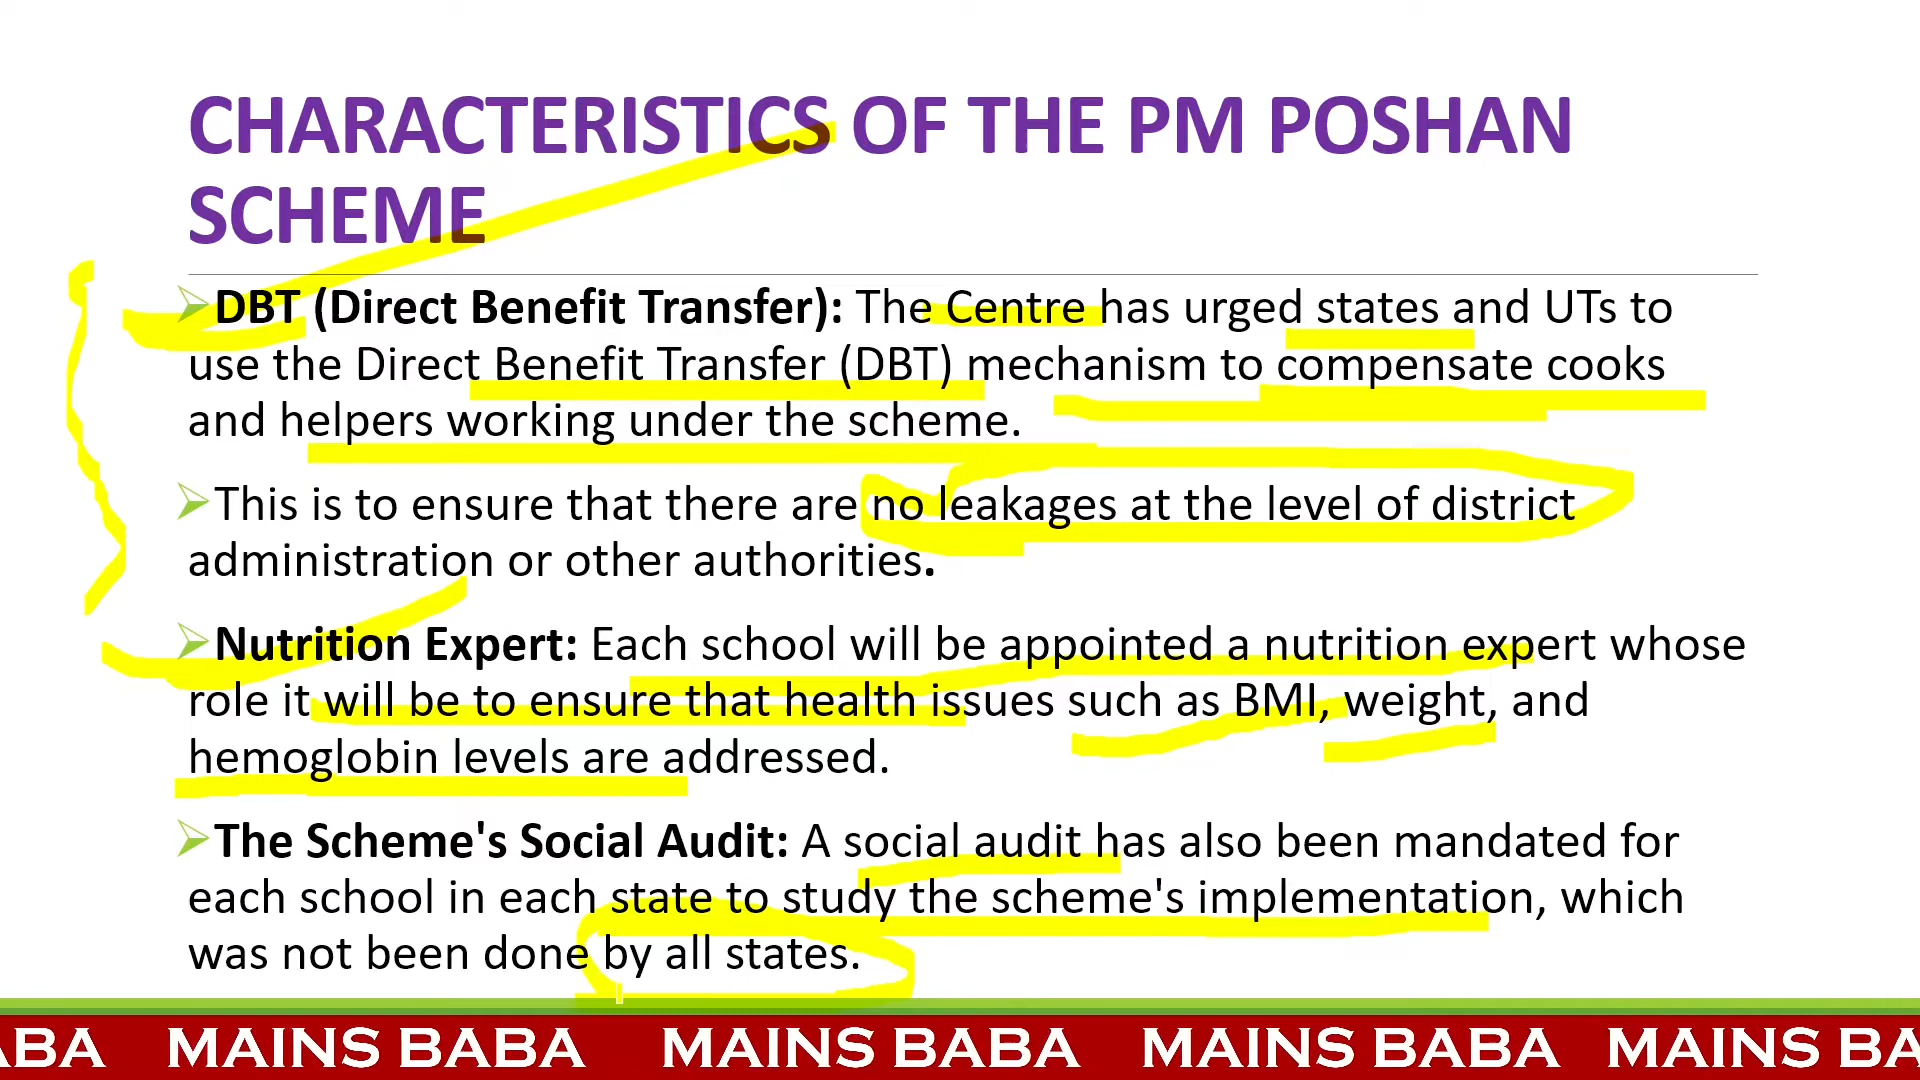 CHARACTERISTICS OF THE PM POSHAN
SCHEME
DBT (Direct Benefit Transfer): The Centre has urged states and UTs to
use the Direct Benefit Transfer (DBT) mechanism to compensate cooks
and helpers working under the scheme.
This is to ensure that there are no leakages at the level of district
administration or other authorities.
Nutrition Expert: Each school will be appointed a nutrition expert whose
role it will be to ensure that health issues such as BMI, weight, and
hemoglobin levels are addressed.
The Scheme's Social Audit: A social audit has also been mandated for
each school in each state to study the scheme's implementation, which
was not been done by all states.
ABA MAINS BABA MAINS BABA MAINS BABA MAINS BA